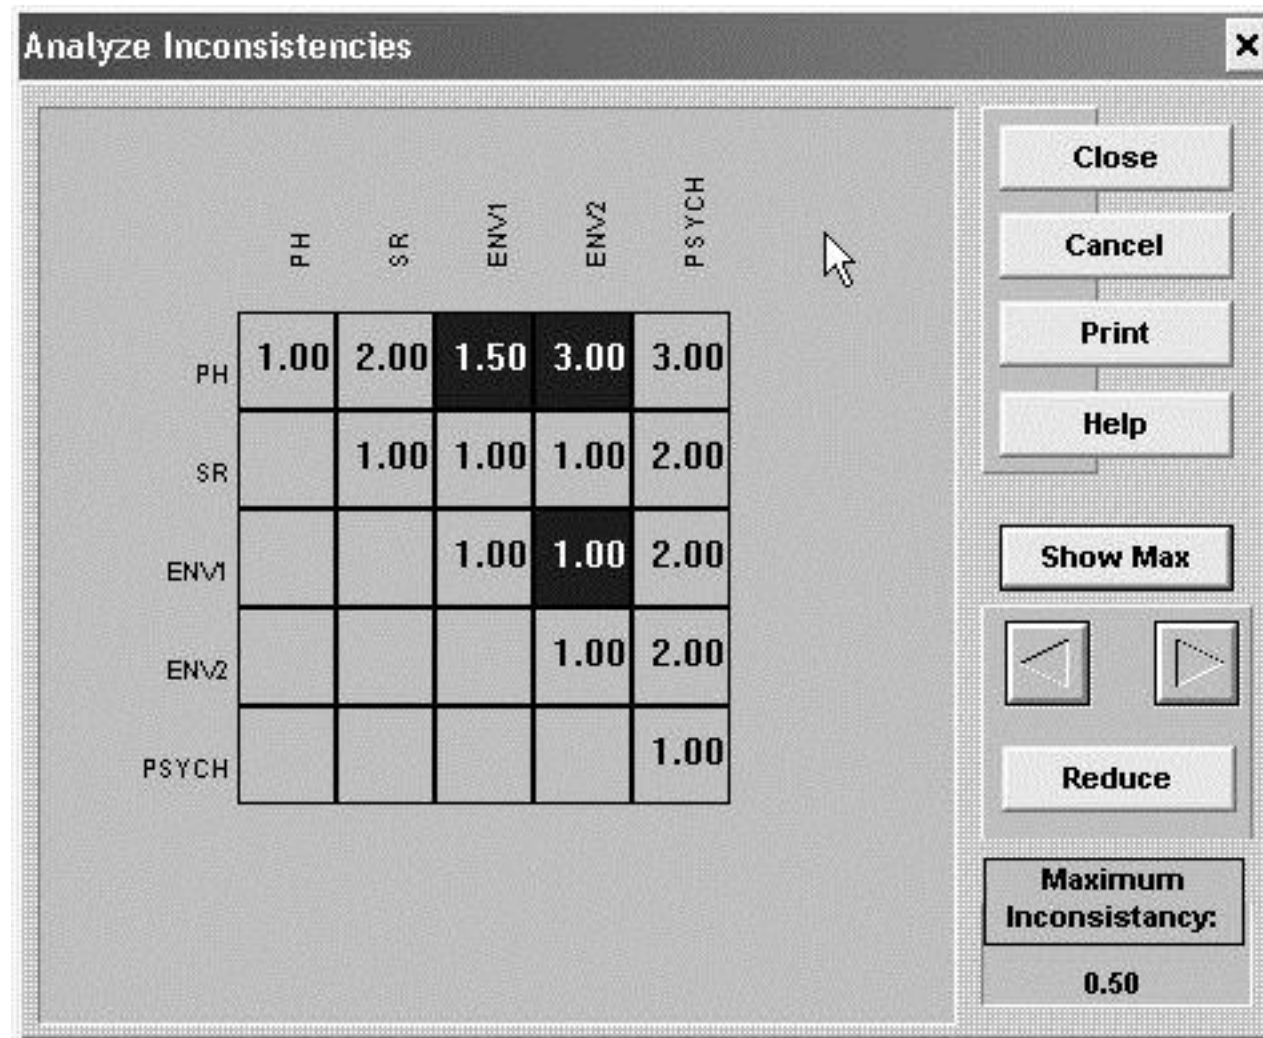 Analyze Inconsistencies
Close
Cancel
Print
Help
Show Max
Reduce
Maximum
Inconsistancy:
0.50
PH SR ENV1 ENV2 PSYCH
PH 1.00 2.00 1.50 3.00 3.00
SR 1.00 1.00 1.00 2.00
ENV1 1.00 1.00 2.00
ENV2 1.00 2.00
PSYCH 1.00